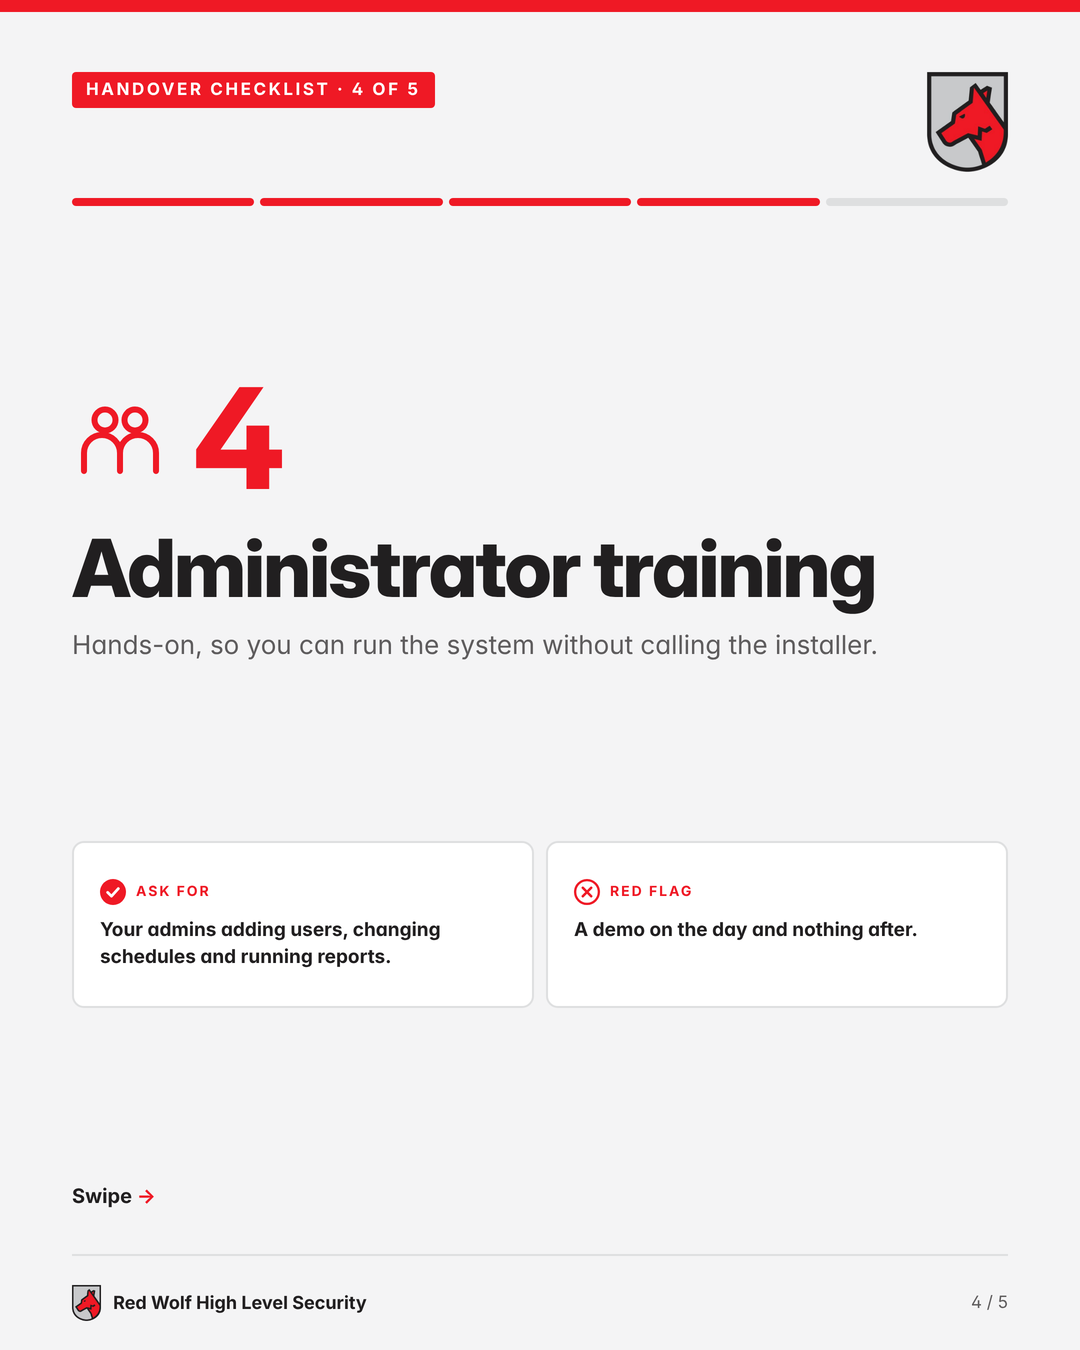 HANDOVER CHECKLIST · 4 OF 5
4
Administrator training
Hands-on, so you can run the system without calling the installer.
ASK FOR
Your admins adding users, changing
schedules and running reports.
RED FLAG
A demo on the day and nothing after.
Swipe →
Red Wolf High Level Security
4 / 5